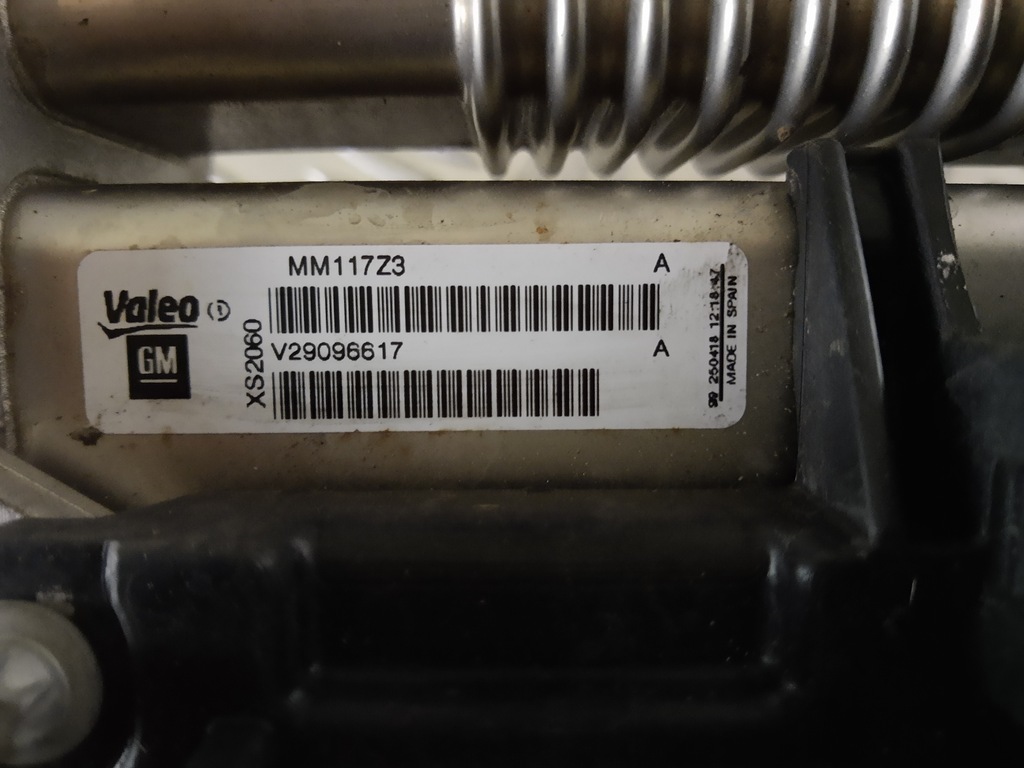 MM117Z3 A
Valeo
GM
XS2060
V29096617 A
250418 12:18:47
MADE IN SPAIN